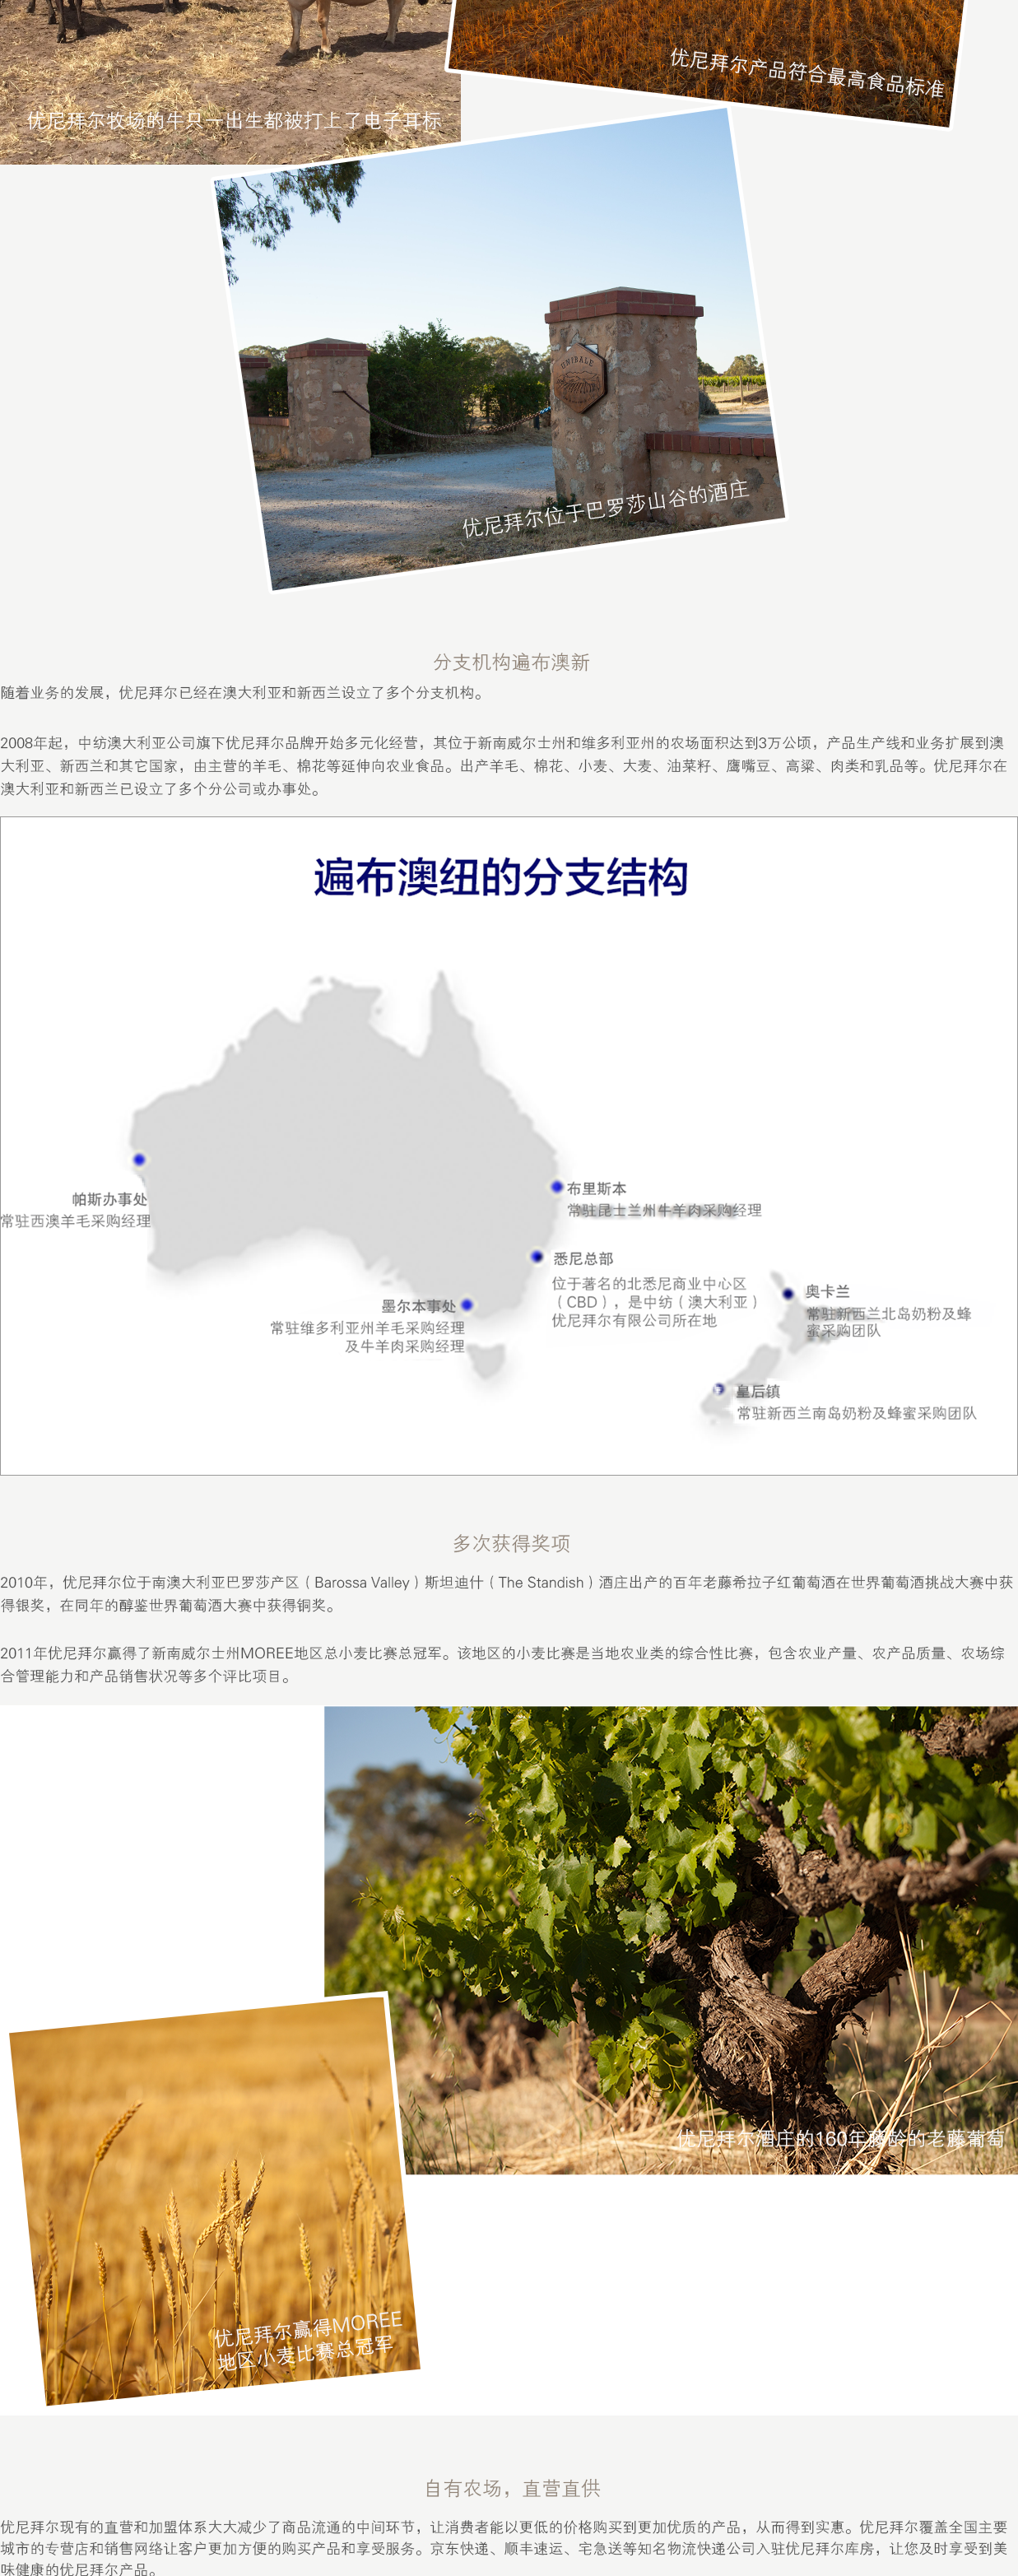 优尼拜尔产品符合最高食品标准
优尼拜尔牧场的牛只一出生都被打上了电子耳标
UNIBALE
优尼拜尔位于巴罗莎山谷的酒庄
分支机构遍布澳新
随着业务的发展，优尼拜尔已经在澳大利亚和新西兰设立了多个分支机构。
2008年起，中纺澳大利亚公司旗下优尼拜尔品牌开始多元化经营，其位于新南威尔士州和维多利亚州的农场面积达到3万公顷，产品生产线和业务扩展到澳
大利亚、新西兰和其它国家，由主营的羊毛、棉花等延伸向农业食品。出产羊毛、棉花、小麦、大麦、油菜籽、鹰嘴豆、高粱、肉类和乳品等。优尼拜尔在
澳大利亚和新西兰已设立了多个分公司或办事处。
遍布澳纽的分支结构
帕斯办事处
常驻西澳羊毛采购经理
布里斯本
常驻昆士兰州牛羊肉采购经理
悉尼总部
位于著名的北悉尼商业中心区
（CBD），是中纺（澳大利亚）
优尼拜尔有限公司所在地
墨尔本事处
常驻维多利亚州羊毛采购经理
及牛羊肉采购经理
奥卡兰
常驻新西兰北岛奶粉及蜂
蜜采购团队
皇后镇
常驻新西兰南岛奶粉及蜂蜜采购团队
多次获得奖项
2010年，优尼拜尔位于南澳大利亚巴罗莎产区（Barossa Valley）斯坦迪什（The Standish）酒庄出产的百年老藤希拉子红葡萄酒在世界葡萄酒挑战大赛中获
得银奖，在同年的醇鉴世界葡萄酒大赛中获得铜奖。
2011年优尼拜尔赢得了新南威尔士州MOREE地区总小麦比赛总冠军。该地区的小麦比赛是当地农业类的综合性比赛，包含农业产量、农产品质量、农场综
合管理能力和产品销售状况等多个评比项目。
优尼拜尔酒庄的160年藤龄的老藤葡萄
优尼拜尔赢得MOREE
地区小麦比赛总冠军
自有农场，直营直供
优尼拜尔现有的直营和加盟体系大大减少了商品流通的中间环节，让消费者能以更低的价格购买到更加优质的产品，从而得到实惠。优尼拜尔覆盖全国主要
城市的专营店和销售网络让客户更加方便的购买产品和享受服务。京东快递、顺丰速运、宅急送等知名物流快递公司入驻优尼拜尔库房，让您及时享受到美
味健康的优尼拜尔产品。